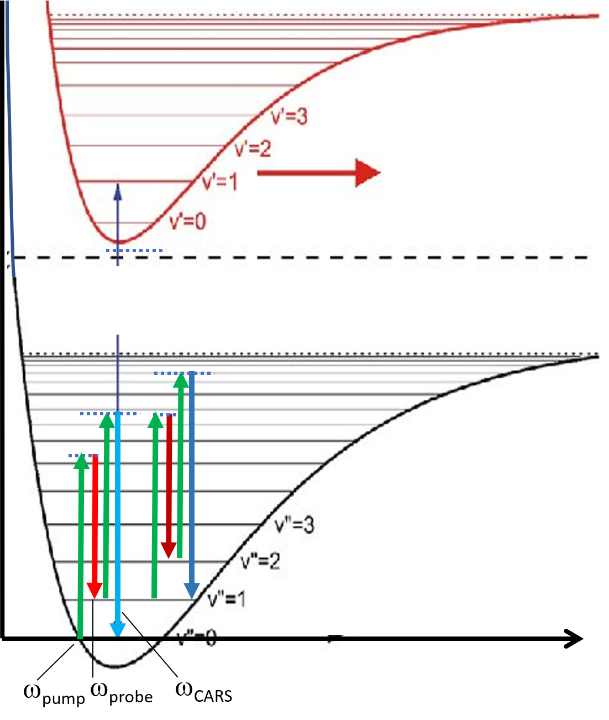 v'=3
v'=2
v'=1
v'=0
v"=3
v"=2
v"=1
v"=0
ωpump ωprobe ωCARS